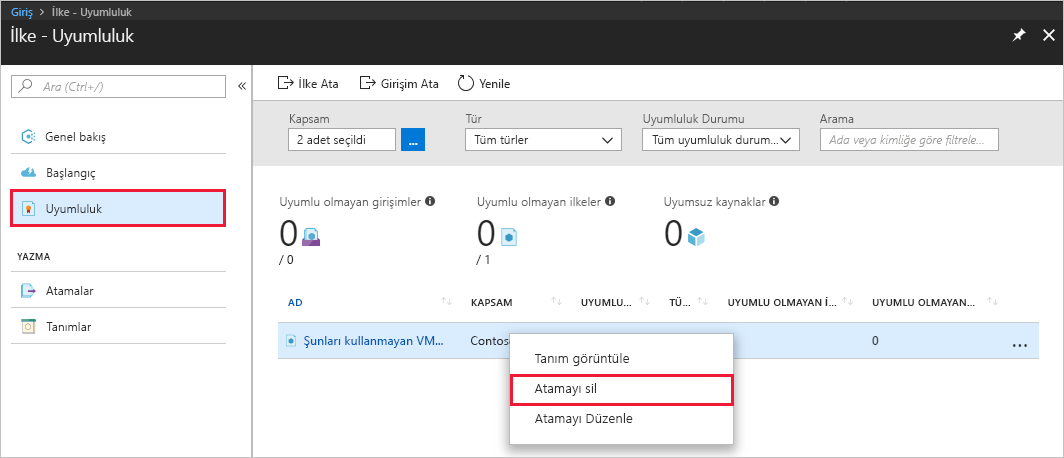 Giriş > İlke - Uyumluluk
İlke - Uyumluluk
Ara (Ctrl+/)
Genel bakış
Başlangıç
Uyumluluk
YAZMA
Atamalar
Tanımlar
İlke Ata Girişim Ata Yenile
Kapsam Tür Uyumluluk Durumu Arama
2 adet seçildi ... Tüm türler Tüm uyumluluk durum... Ada veya kimliğe göre filtrele...
Uyumlu olmayan girişimler Uyumlu olmayan ilkeler Uyumsuz kaynaklar
0 0 0
/ 0 / 1
AD KAPSAM UYUMLU... TÜ... UYUMLU OLMAYAN İ... UYUMLU OLMAYAN...
Şunları kullanmayan VM... Contos 0 ...
Tanım görüntüle
Atamayı sil
Atamayı Düzenle